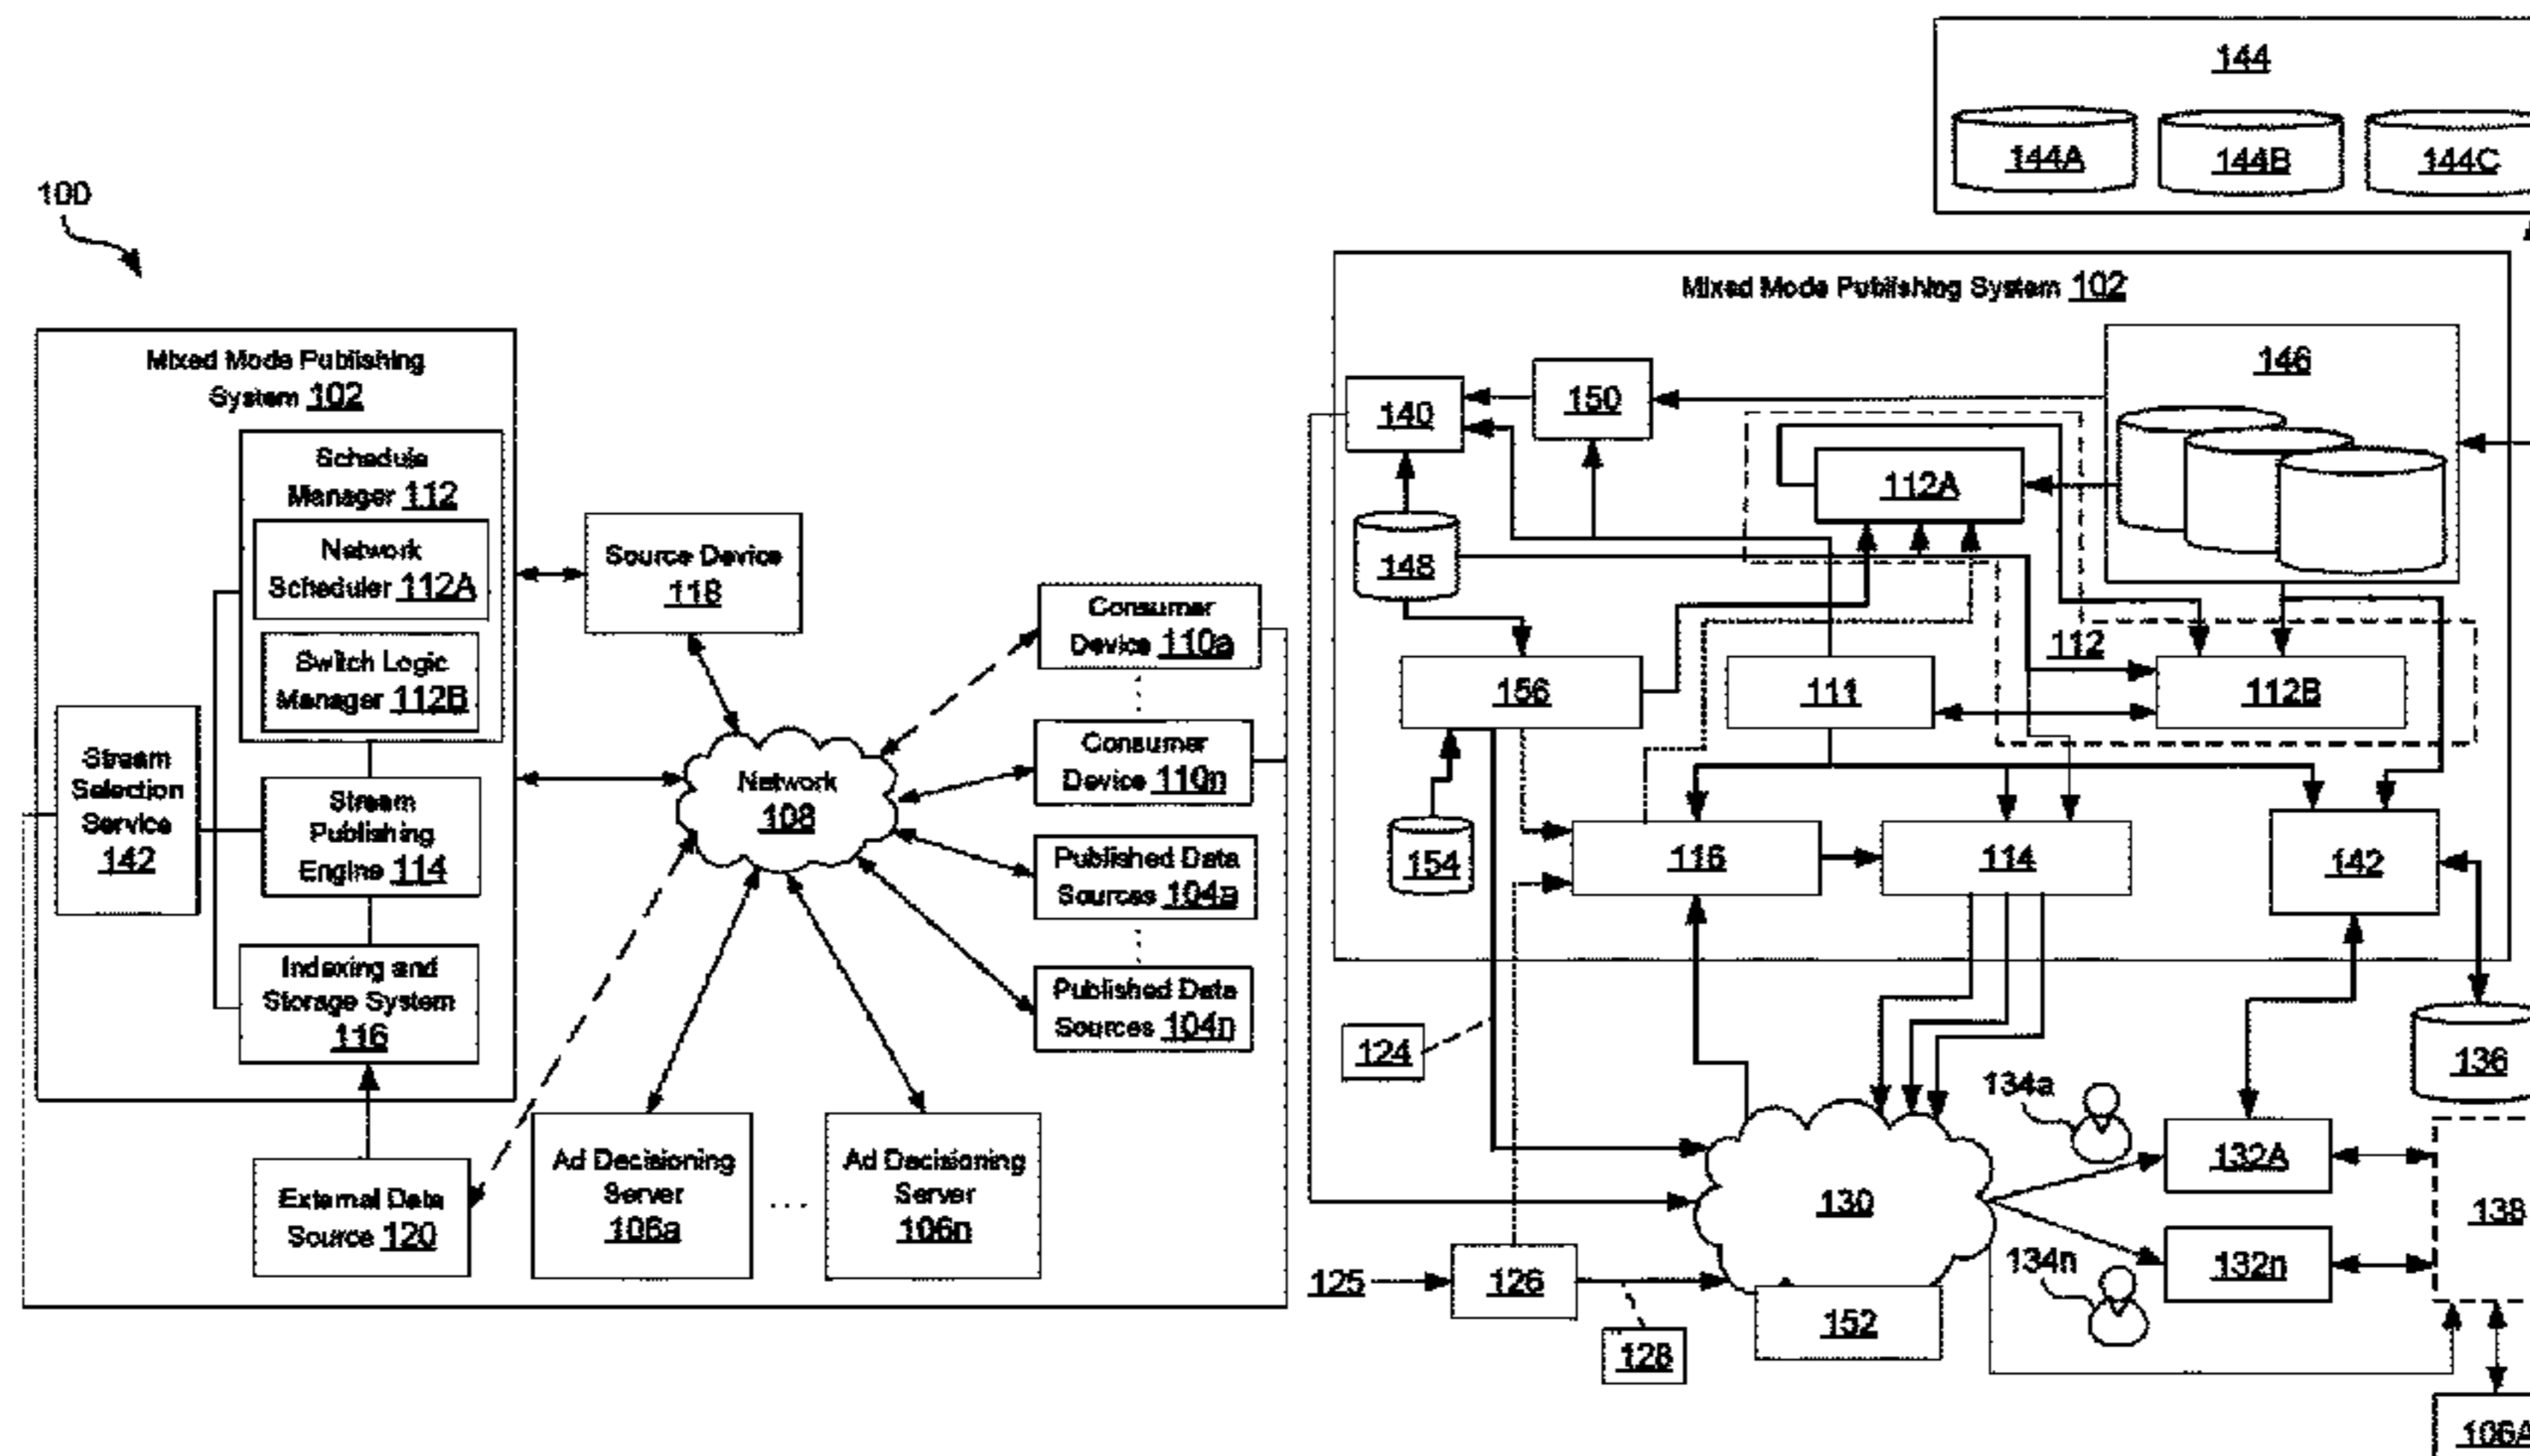 100
Mixed Mode Publishing
System 102
Schedule
Manager 112
Network
Scheduler 112A
Switch Logic
Manager 112B
Stream
Selection
Service
142
Stream
Publishing
Engine 114
Indexing and
Storage System
116
External Data
Source 120
Source Device
118
Network
108
Consumer
Device 110a
Consumer
Device 110n
Published Data
Sources 104a
Published Data
Sources 104n
Ad Decisioning
Server
106a
. . .
Ad Decisioning
Server
106n
144
144A
144B
144C
Mixed Mode Publishing System 102
146
140
150
112A
148
112
156
111
112B
154
116
114
142
124
136
134a
132A
130
138
134n
132n
125
126
152
128
106A